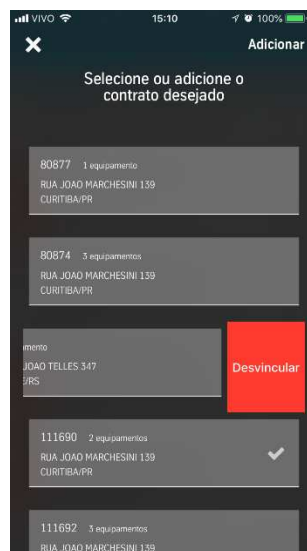 VIVO 15:10 100%
Adicionar
Selecione ou adicione o
contrato desejado
80877 1 equipamento
RUA JOAO MARCHESINI 139
CURITIBA/PR
80874 3 equipamentos
RUA JOAO MARCHESINI 139
CURITIBA/PR
JOAO TELLES 347
/RS
Desvincular
111690 2 equipamentos
RUA JOAO MARCHESINI 139
CURITIBA/PR
111692 3 equipamentos
RUA JOAO MARCHESINI 139